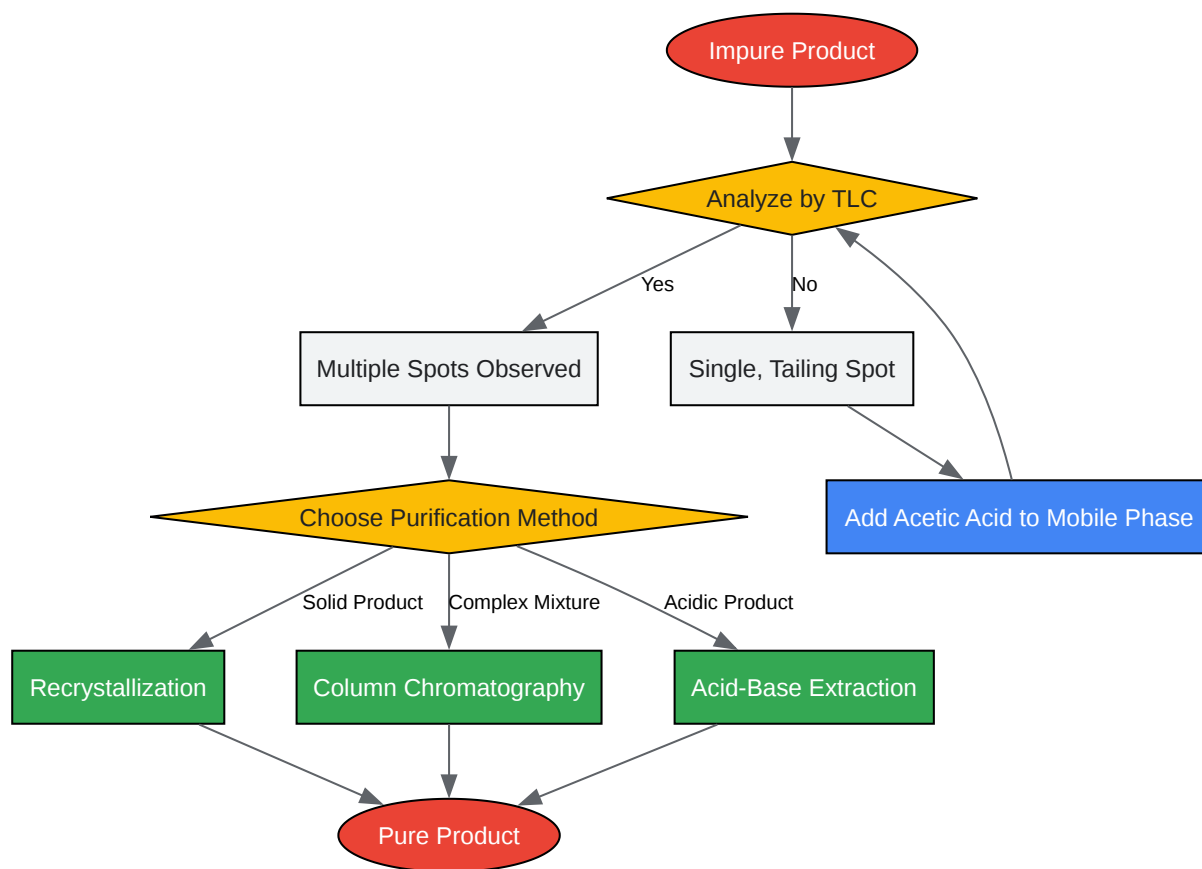 Impure Product
Analyze by TLC
Yes
No
Multiple Spots Observed
Single, Tailing Spot
Choose Purification Method
Add Acetic Acid to Mobile Phase
Solid Product
Complex Mixture
Acidic Product
Recrystallization
Column Chromatography
Acid-Base Extraction
Pure Product